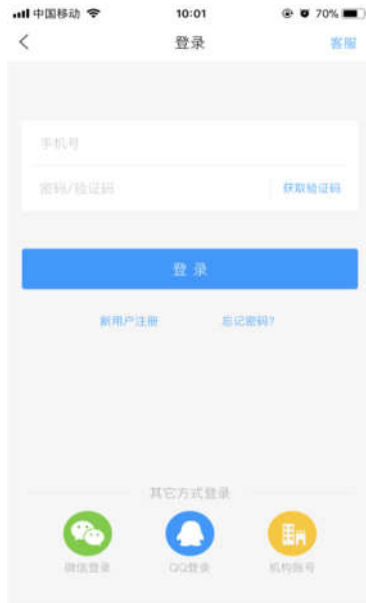 中国移动 10:01 70%
登录 客服
手机号
密码/验证码 获取验证码
登 录
新用户注册 忘记密码?
其它方式登录
微信登录 QQ登录 机构账号